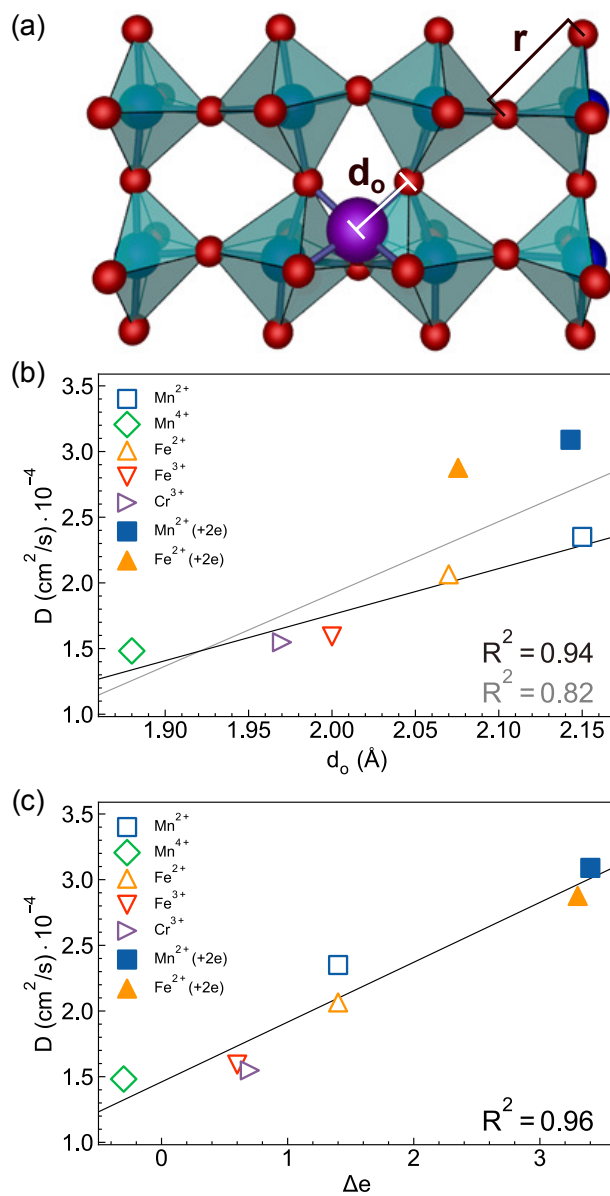 (a)
r
dₒ
(b)
3.5
3.0
2.5
2.0
1.5
1.0
D (cm²/s)·10⁻⁴
Mn²⁺
Mn⁴⁺
Fe²⁺
Fe³⁺
Cr³⁺
Mn²⁺ (+2e)
Fe²⁺ (+2e)
R² = 0.94
R² = 0.82
1.90 1.95 2.00 2.05 2.10 2.15
dₒ (Å)
(c)
3.5
3.0
2.5
2.0
1.5
1.0
D (cm²/s)·10⁻⁴
Mn²⁺
Mn⁴⁺
Fe²⁺
Fe³⁺
Cr³⁺
Mn²⁺ (+2e)
Fe²⁺ (+2e)
R² = 0.96
0 1 2 3
Δe